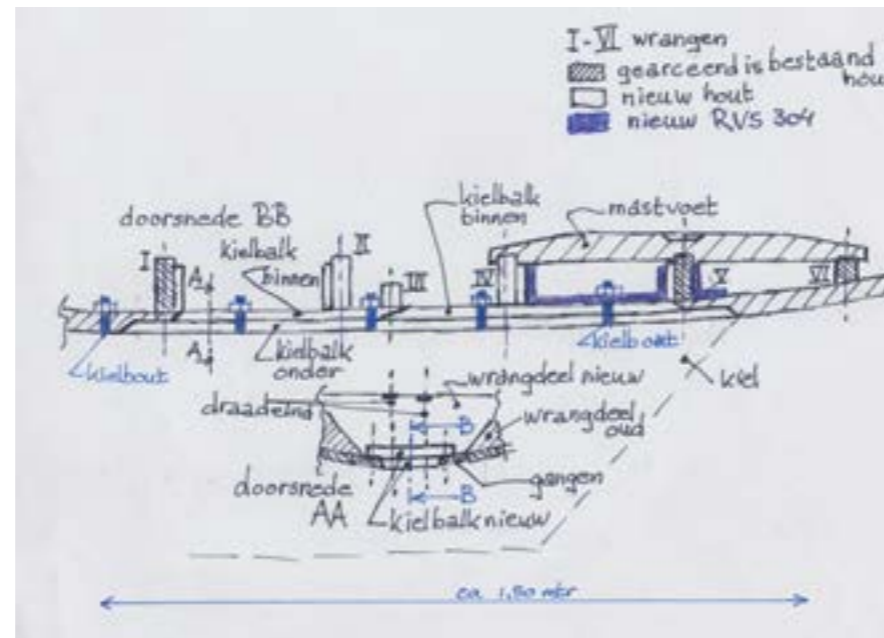 I-VI wrangen
gearceerd is bestaand
hou
nieuw hout
nieuw RVS 304
doorsnede BB
kielbalk
binnen
mastvoet
I
II
kielbalk
binnen
A
III
IV
V
VI
A
kielbout
kielbalk
onder
kielbout
kiel
wrangdeel nieuw
draadeind
B
wrangdeel
oud
doorsnede
AA
B
gangen
kielbalk nieuw
ca 1,50 mtr